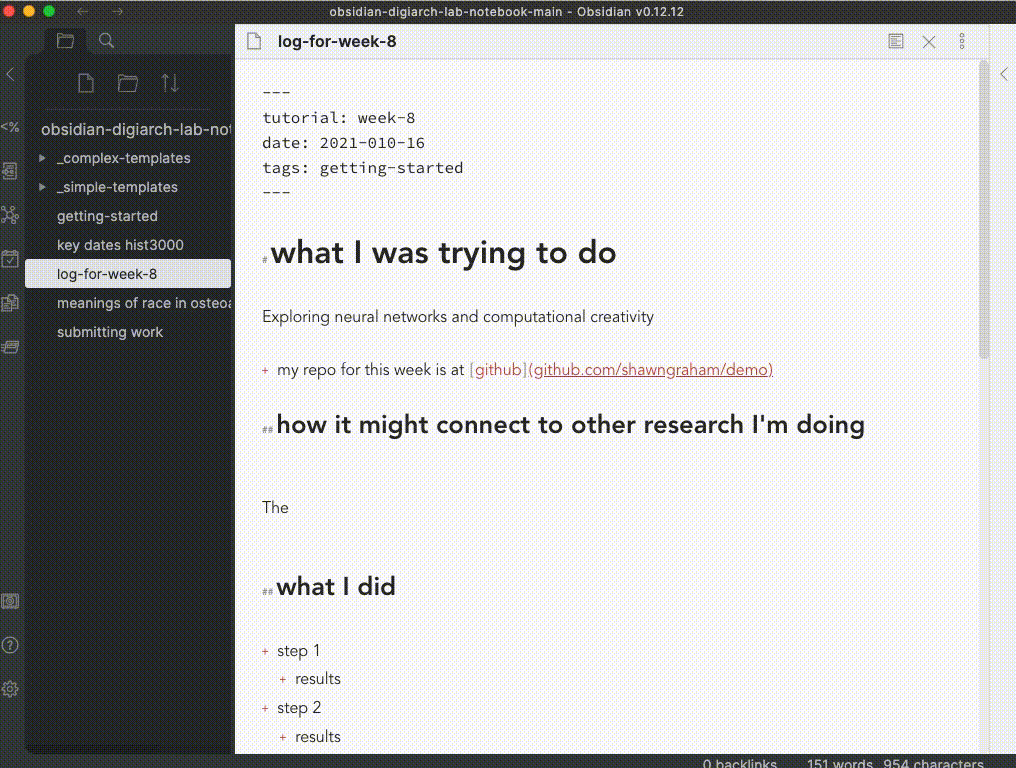 obsidian-digiarch-lab-notebook-main - Obsidian v0.12.12
log-for-week-8
obsidian-digiarch-lab-not
_complex-templates
_simple-templates
getting-started
key dates hist3000
log-for-week-8
meanings of race in osteoa
submitting work
---
tutorial: week-8
date: 2021-010-16
tags: getting-started
---
# what I was trying to do
Exploring neural networks and computational creativity
+ my repo for this week is at [github](github.com/shawngraham/demo)
## how it might connect to other research I'm doing
The
## what I did
+ step 1
+ results
+ step 2
+ results
0 backlinks 151 words 954 characters